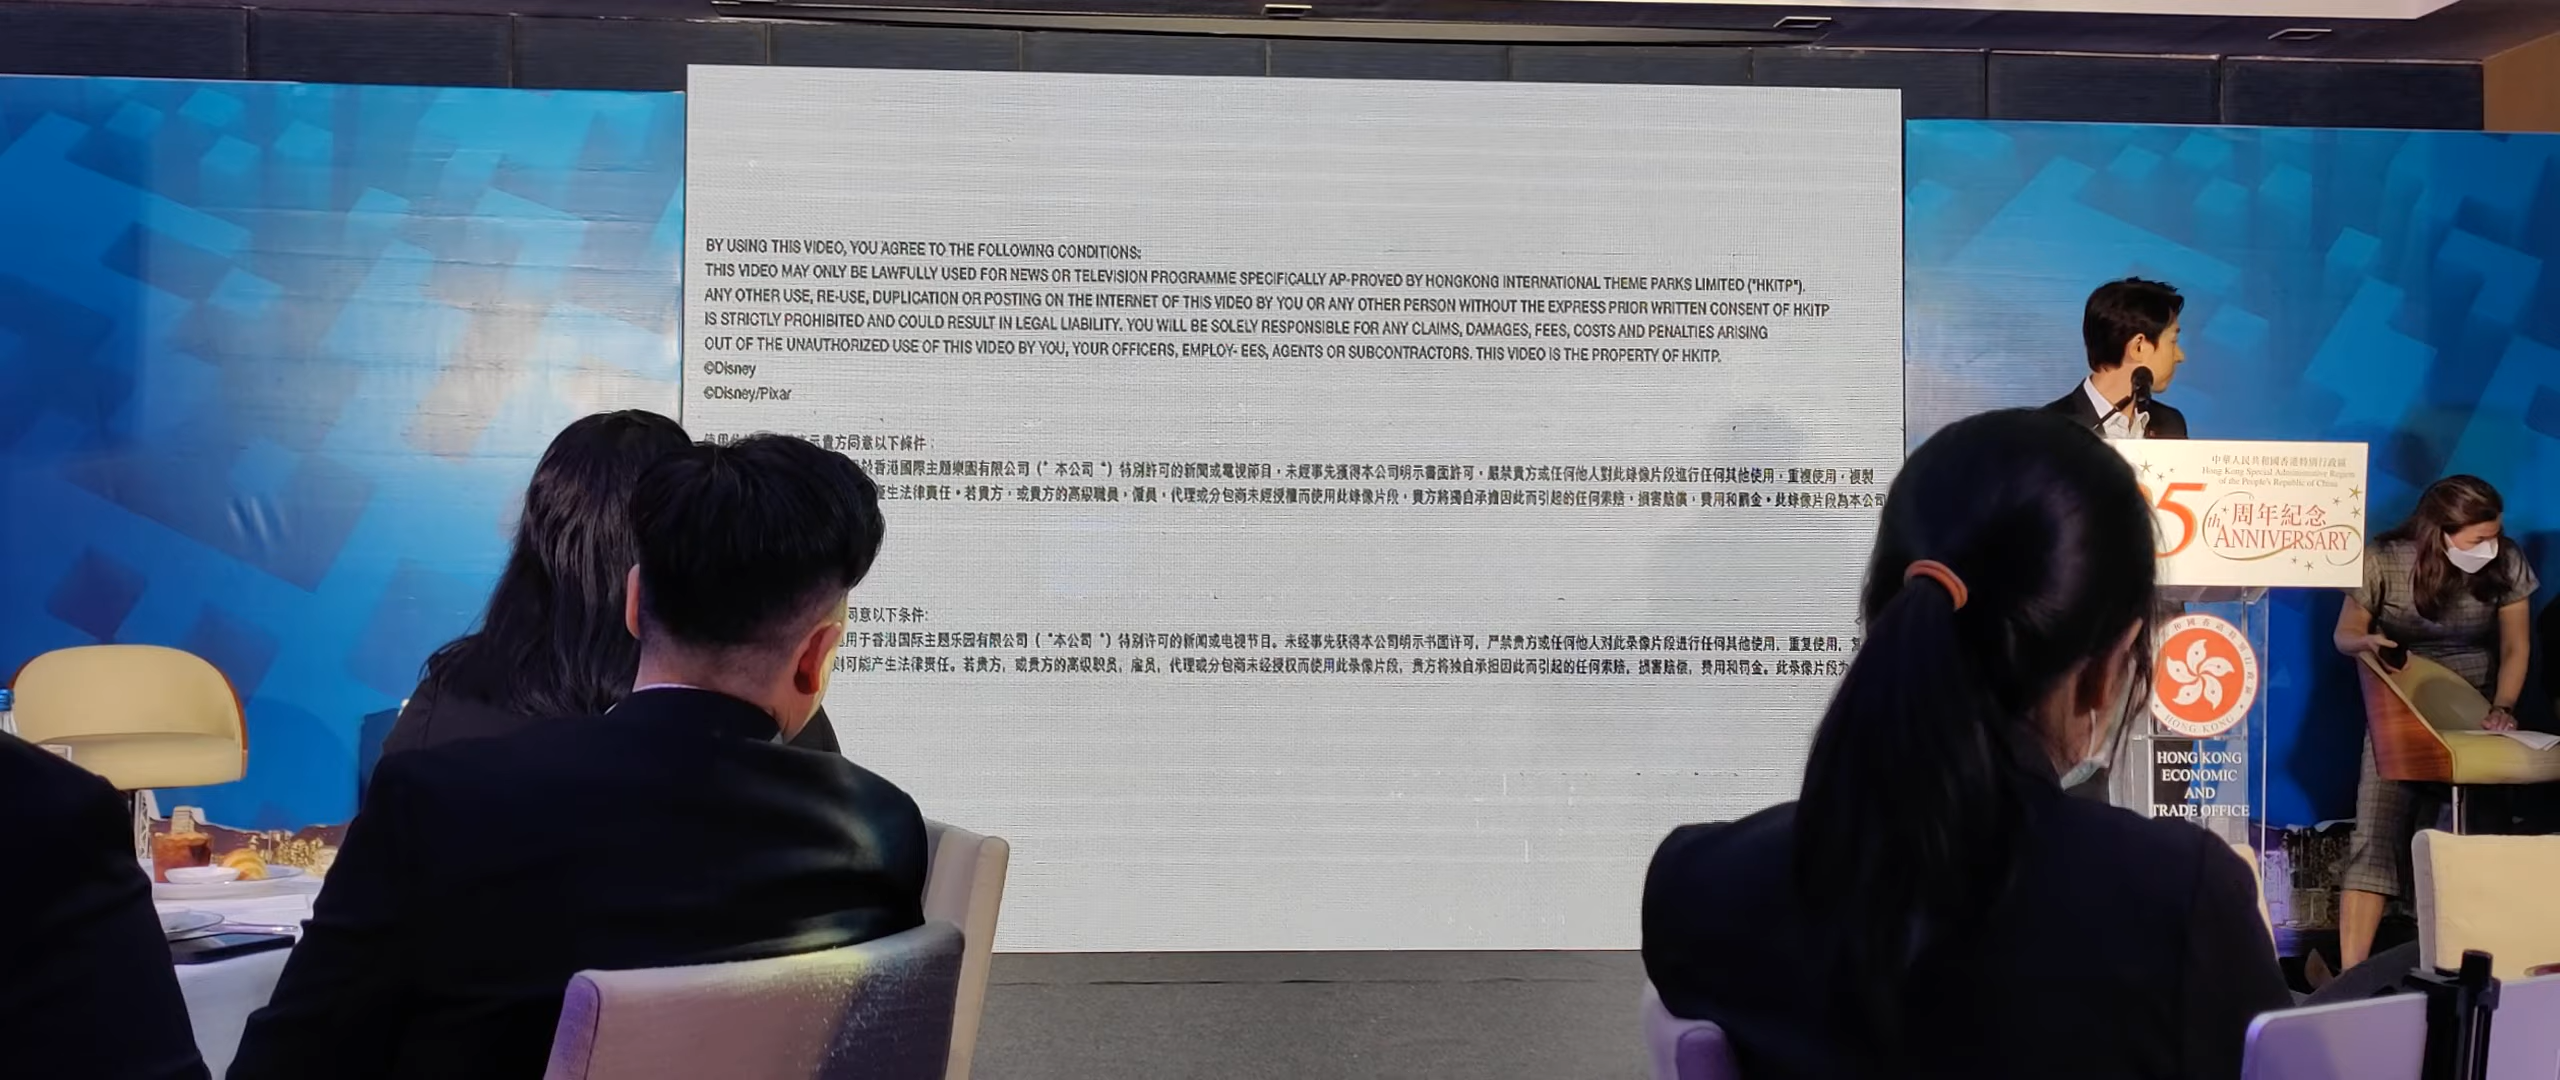 BY USING THIS VIDEO, YOU AGREE TO THE FOLLOWING CONDITIONS:
THIS VIDEO MAY ONLY BE LAWFULLY USED FOR NEWS OR TELEVISION PROGRAMME SPECIFICALLY AP-PROVED BY HONGKONG INTERNATIONAL THEME PARKS LIMITED ("HKITP").
ANY OTHER USE, RE-USE, DUPLICATION OR POSTING ON THE INTERNET OF THIS VIDEO BY YOU OR ANY OTHER PERSON WITHOUT THE EXPRESS PRIOR WRITTEN CONSENT OF HKITP
IS STRICTLY PROHIBITED AND COULD RESULT IN LEGAL LIABILITY. YOU WILL BE SOLELY RESPONSIBLE FOR ANY CLAIMS, DAMAGES, FEES, COSTS AND PENALTIES ARISING
OUT OF THE UNAUTHORIZED USE OF THIS VIDEO BY YOU, YOUR OFFICERS, EMPLOY- EES, AGENTS OR SUBCONTRACTORS. THIS VIDEO IS THE PROPERTY OF HKITP.
©Disney
©Disney/Pixar
示貴方同意以下條件：
於香港國際主題樂園有限公司（"本公司"）特別許可的新聞或電視節目，未經事先獲得本公司明示書面許可，嚴禁貴方或任何他人對此錄像片段進行任何其他使用，重複使用，複製
產生法律責任。若貴方，或貴方的高級職員，僱員，代理或分包商未經授權而使用此錄像片段，貴方將獨自承擔因此而引起的任何索賠，損害賠償，費用和罰金。此錄像片段為本公司
同意以下条件:
用于香港国际主题乐园有限公司（"本公司"）特别许可的新闻或电视节目。未经事先获得本公司明示书面许可，严禁贵方或任何他人对此录像片段进行任何其他使用，重复使用，
则可能产生法律责任。若贵方，或贵方的高级职员，雇员，代理或分包商未经授权而使用此录像片段，贵方将独自承担因此而引起的任何索赔，损害赔偿，费用和罚金。此录像片段为
中華人民共和國香港特別行政區
Hong Kong Special Administrative Region
of the People's Republic of China
5th 周年紀念
ANNIVERSARY
HONG KONG
HONG KONG
ECONOMIC
AND
TRADE OFFICE